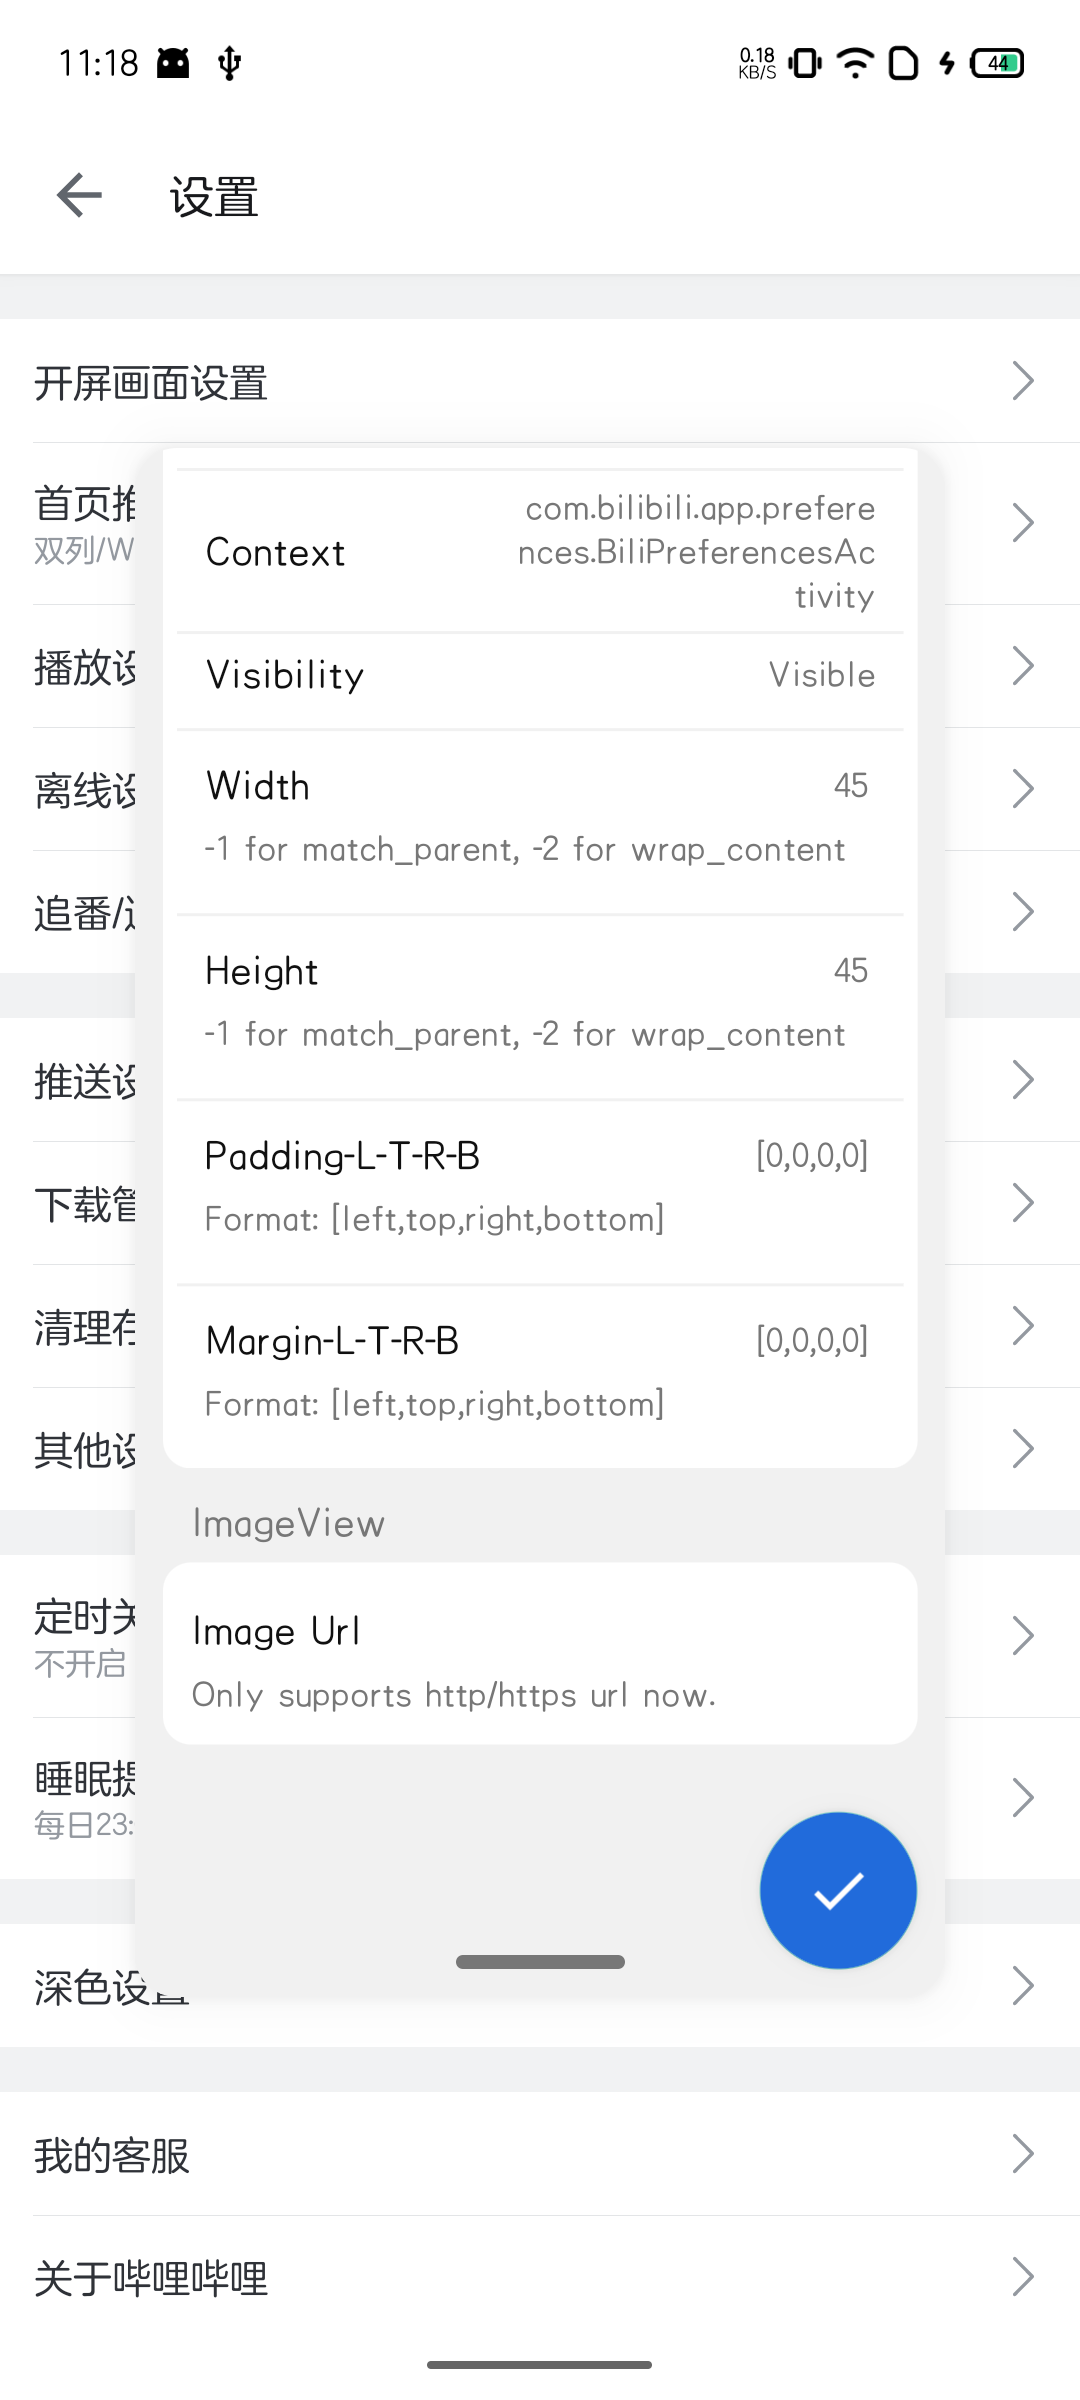 11:18 0.18 KB/S 44
设置
开屏画面设置
首页推
双列/W
播放设
离线设
追番/
推送设
下载管
清理存
其他设
定时关
不开启
睡眠提
每日23:
深色设置
我的客服
关于哔哩哔哩
Context
com.bilibili.app.prefere
nces.BiliPreferencesAc
tivity
Visibility Visible
Width 45
-1 for match_parent, -2 for wrap_content
Height 45
-1 for match_parent, -2 for wrap_content
Padding-L-T-R-B [0,0,0,0]
Format: [left,top,right,bottom]
Margin-L-T-R-B [0,0,0,0]
Format: [left,top,right,bottom]
ImageView
Image Url
Only supports http/https url now.